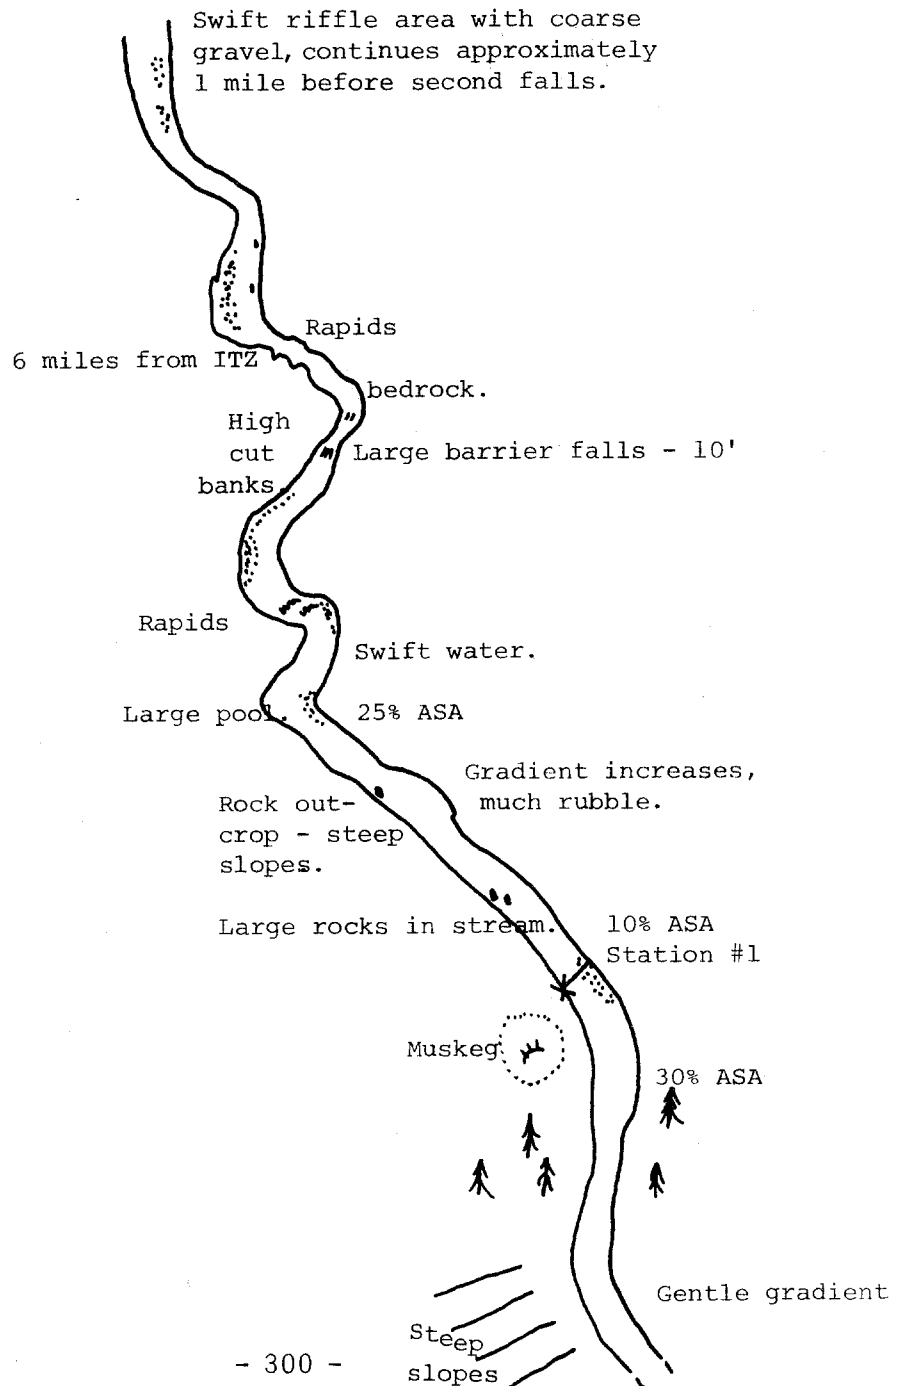 Swift riffle area with coarse
gravel, continues approximately
1 mile before second falls.
Rapids
6 miles from ITZ
bedrock.
High
cut
banks.
Large barrier falls - 10'
Rapids
Swift water.
Large pool.
25% ASA
Gradient increases,
much rubble.
Rock out-
crop - steep
slopes.
Large rocks in stream.
10% ASA
Station #1
Muskeg
30% ASA
Gentle gradient
Steep
slopes
- 300 -